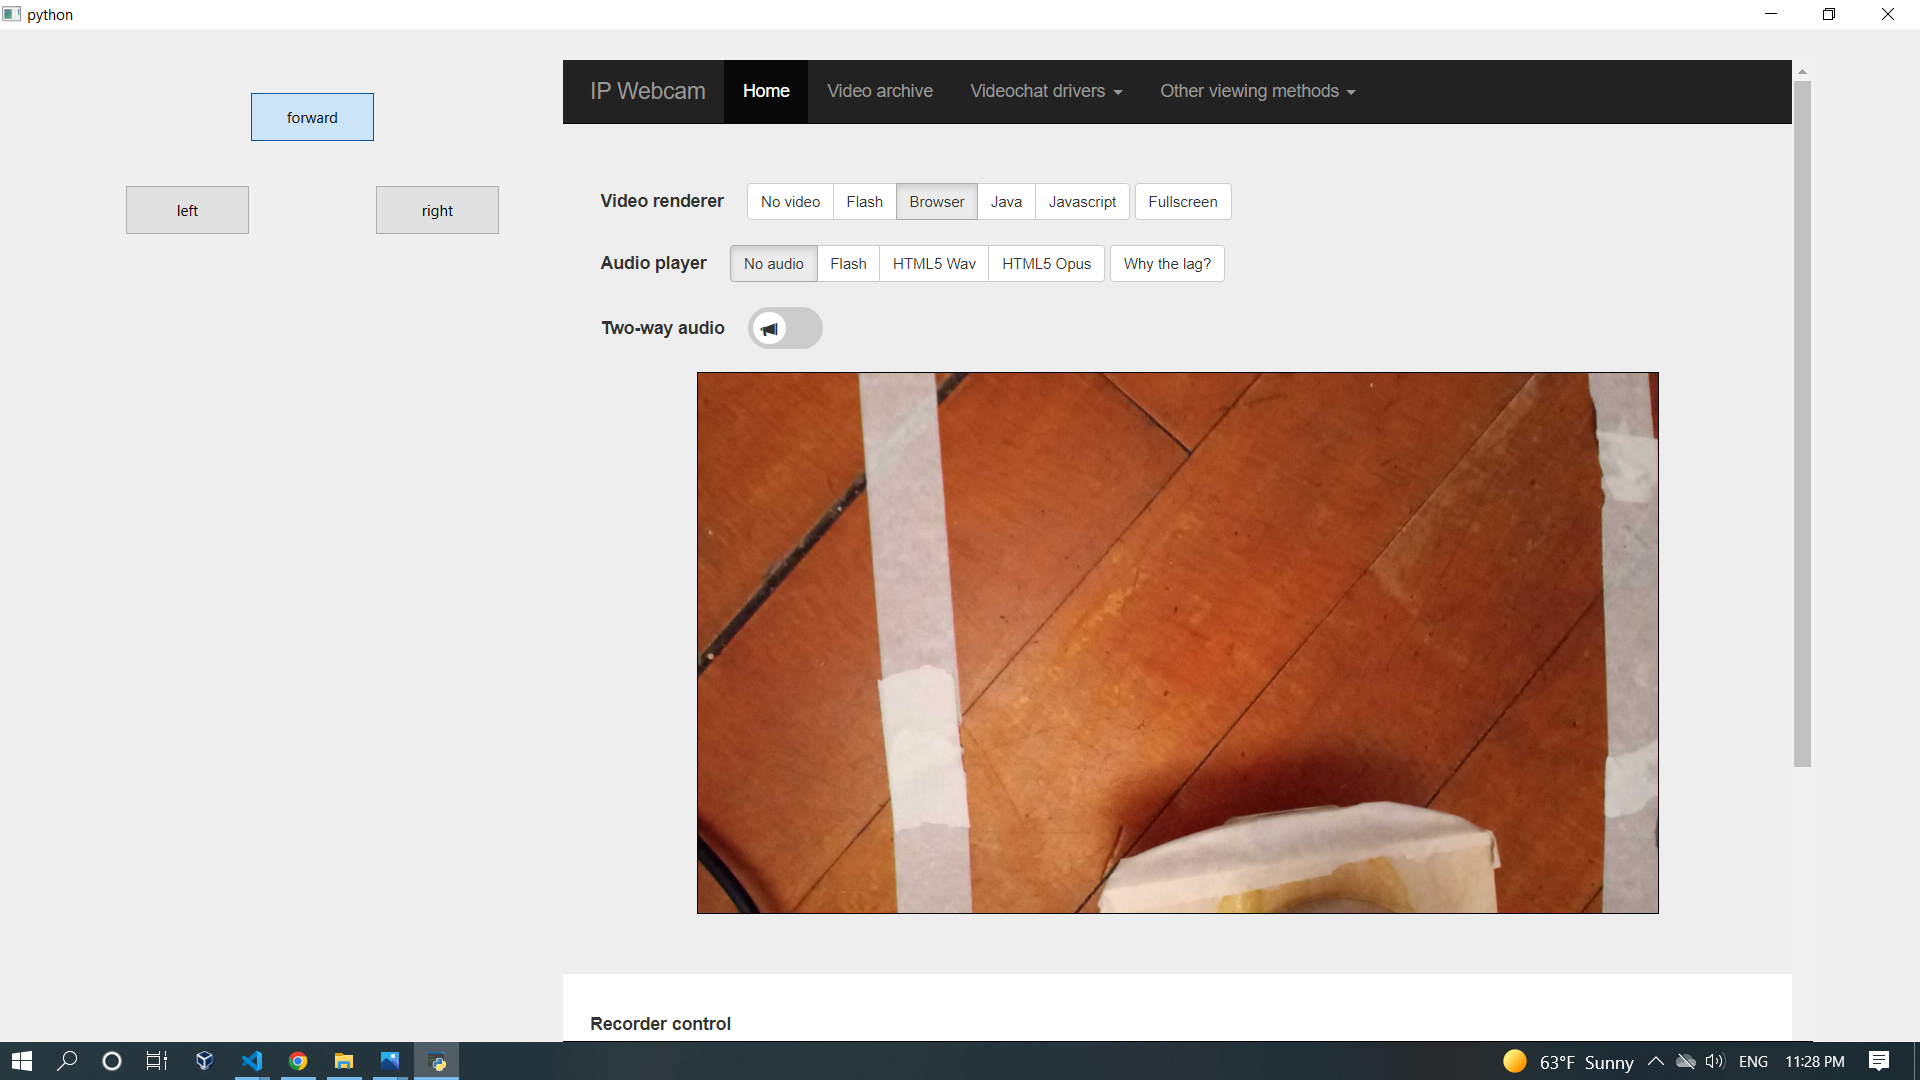 python
forward
left right
IP Webcam Home Video archive Videochat drivers Other viewing methods
Video renderer No video Flash Browser Java Javascript Fullscreen
Audio player No audio Flash HTML5 Wav HTML5 Opus Why the lag?
Two-way audio
Recorder control
63°F Sunny ENG 11:28 PM